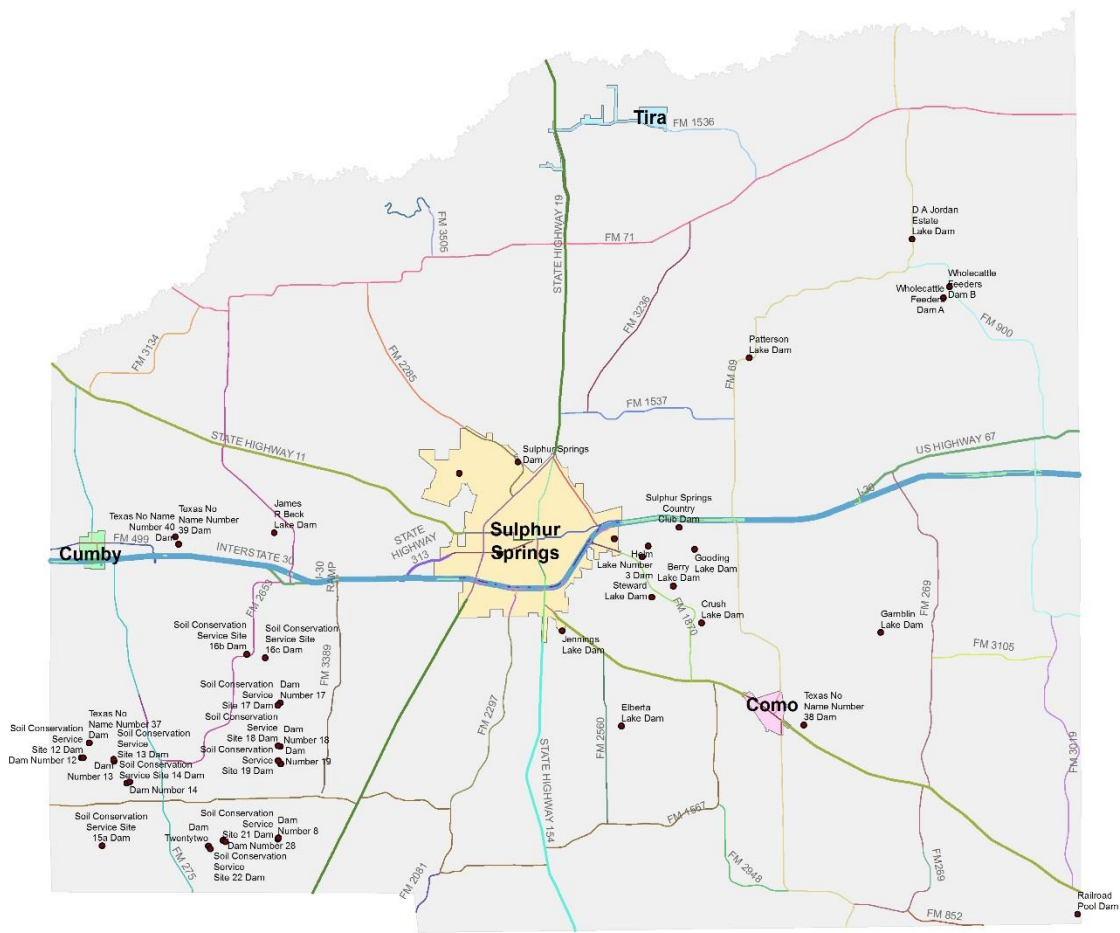 Tira
FM 1536
STATE HIGHWAY 19
FM 3505
FM 71
D A Jordan
Estate
Lake Dam
Wholecattle
Feeders
Dam B
Wholecattle
Feeders
Dam A
FM 900
FM 3236
FM 3134
FM 2285
Patterson
Lake Dam
FM 69
FM 1537
STATE HIGHWAY 11
US HIGHWAY 67
Sulphur Springs
Dam
I-30
Sulphur Springs
Country
Club Dam
James
R Beck
Lake Dam
Texas No Name
Number 40
Dam
Texas No
Name Number
39 Dam
FM 499
Cumby
INTERSTATE 30
STATE
HIGHWAY
313
Sulphur
Springs
Helm
Lake Number
3 Dam
Gooding
Lake Dam
Berry
Lake Dam
Steward
Lake Dam
I-30
RAMP
FM 2653
Crush
Lake Dam
FM 1870
FM 269
Gamblin
Lake Dam
Jennings
Lake Dam
Soil Conservation
Service Site
16b Dam
Soil Conservation
Service Site
16c Dam
FM 3389
FM 3105
Soil Conservation
Service
Site 17 Dam
Dam
Number 17
Como
Texas No
Name Number
38 Dam
Elberta
Lake Dam
FM 2560
FM 2297
STATE HIGHWAY 154
FM 3019
Soil Conservation
Service
Site 18 Dam
Dam
Number 18
Soil Conservation
Service
Site 19 Dam
Dam
Number 19
Texas No
Name Number 37
Dam
Soil Conservation
Service
Site 12 Dam
Dam Number 12
Soil Conservation
Service
Site 13 Dam
Dam
Number 13
Soil Conservation
Service Site 14 Dam
Dam Number 14
FM 1567
Soil Conservation
Service Site
15a Dam
Dam
Twentytwo
Soil Conservation
Service
Site 21 Dam
Dam
Number 8
Dam Number 28
Soil Conservation
Service
Site 22 Dam
FM 275
FM 2081
FM 2948
FM269
FM 852
Railroad
Pool Dam